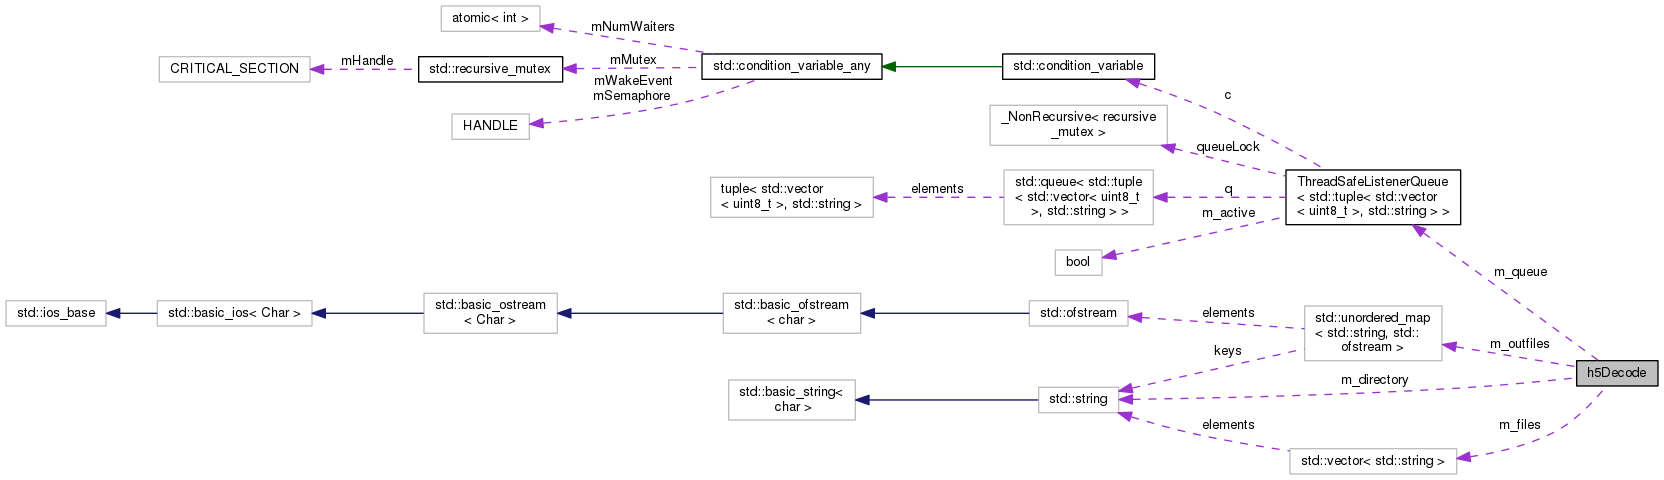 atomic< int >
mNumWaiters
CRITICAL_SECTION
mHandle
std::recursive_mutex
mMutex
std::condition_variable_any
std::condition_variable
mWakeEvent
mSemaphore
HANDLE
c
_NonRecursive< recursive
_mutex >
queueLock
tuple< std::vector
< uint8_t >, std::string >
elements
std::queue< std::tuple
< std::vector< uint8_t
>, std::string > >
q
ThreadSafeListenerQueue
< std::tuple< std::vector
< uint8_t >, std::string > >
m_active
bool
m_queue
std::ios_base
std::basic_ios< Char >
std::basic_ostream
< Char >
std::basic_ofstream
< char >
std::ofstream
elements
std::unordered_map
< std::string, std::
ofstream >
m_outfiles
keys
h5Decode
m_directory
std::basic_string<
char >
std::string
elements
m_files
std::vector< std::string >